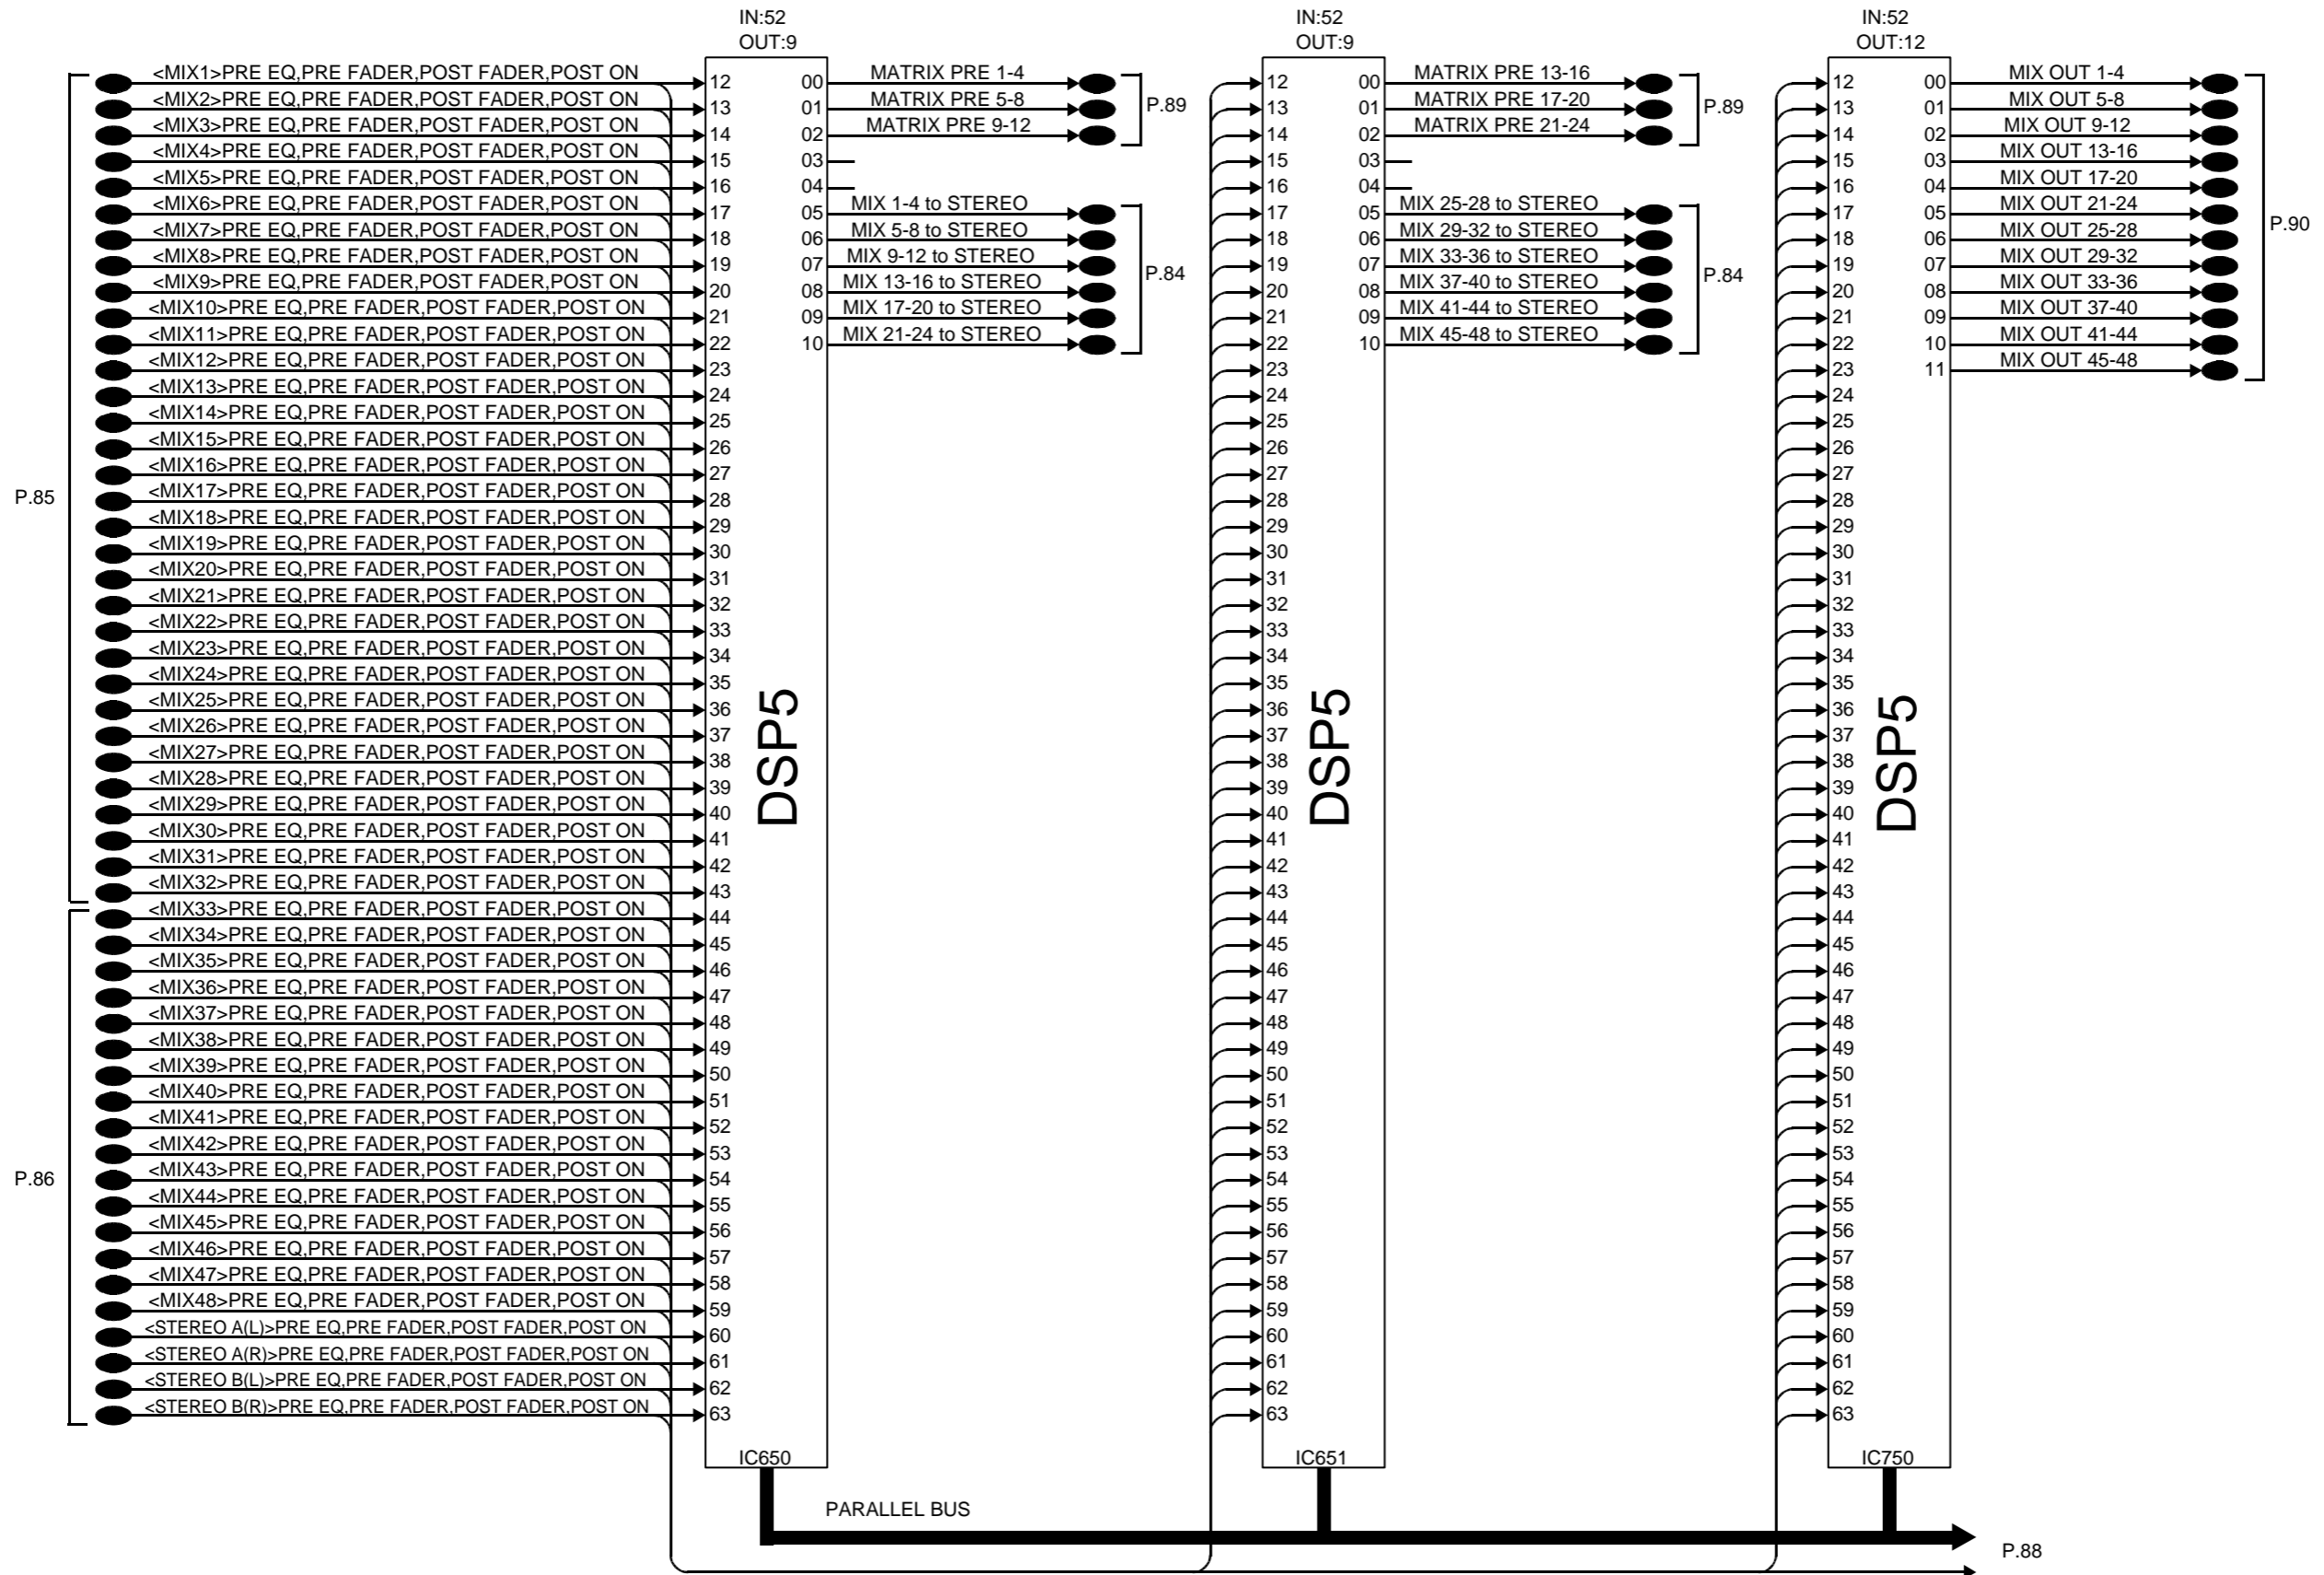 IN:52
OUT:9
IN:52
OUT:9
IN:52
OUT:12
P.85
P.86
<MIX1>PRE EQ,PRE FADER,POST FADER,POST ON
<MIX2>PRE EQ,PRE FADER,POST FADER,POST ON
<MIX3>PRE EQ,PRE FADER,POST FADER,POST ON
<MIX4>PRE EQ,PRE FADER,POST FADER,POST ON
<MIX5>PRE EQ,PRE FADER,POST FADER,POST ON
<MIX6>PRE EQ,PRE FADER,POST FADER,POST ON
<MIX7>PRE EQ,PRE FADER,POST FADER,POST ON
<MIX8>PRE EQ,PRE FADER,POST FADER,POST ON
<MIX9>PRE EQ,PRE FADER,POST FADER,POST ON
<MIX10>PRE EQ,PRE FADER,POST FADER,POST ON
<MIX11>PRE EQ,PRE FADER,POST FADER,POST ON
<MIX12>PRE EQ,PRE FADER,POST FADER,POST ON
<MIX13>PRE EQ,PRE FADER,POST FADER,POST ON
<MIX14>PRE EQ,PRE FADER,POST FADER,POST ON
<MIX15>PRE EQ,PRE FADER,POST FADER,POST ON
<MIX16>PRE EQ,PRE FADER,POST FADER,POST ON
<MIX17>PRE EQ,PRE FADER,POST FADER,POST ON
<MIX18>PRE EQ,PRE FADER,POST FADER,POST ON
<MIX19>PRE EQ,PRE FADER,POST FADER,POST ON
<MIX20>PRE EQ,PRE FADER,POST FADER,POST ON
<MIX21>PRE EQ,PRE FADER,POST FADER,POST ON
<MIX22>PRE EQ,PRE FADER,POST FADER,POST ON
<MIX23>PRE EQ,PRE FADER,POST FADER,POST ON
<MIX24>PRE EQ,PRE FADER,POST FADER,POST ON
<MIX25>PRE EQ,PRE FADER,POST FADER,POST ON
<MIX26>PRE EQ,PRE FADER,POST FADER,POST ON
<MIX27>PRE EQ,PRE FADER,POST FADER,POST ON
<MIX28>PRE EQ,PRE FADER,POST FADER,POST ON
<MIX29>PRE EQ,PRE FADER,POST FADER,POST ON
<MIX30>PRE EQ,PRE FADER,POST FADER,POST ON
<MIX31>PRE EQ,PRE FADER,POST FADER,POST ON
<MIX32>PRE EQ,PRE FADER,POST FADER,POST ON
<MIX33>PRE EQ,PRE FADER,POST FADER,POST ON
<MIX34>PRE EQ,PRE FADER,POST FADER,POST ON
<MIX35>PRE EQ,PRE FADER,POST FADER,POST ON
<MIX36>PRE EQ,PRE FADER,POST FADER,POST ON
<MIX37>PRE EQ,PRE FADER,POST FADER,POST ON
<MIX38>PRE EQ,PRE FADER,POST FADER,POST ON
<MIX39>PRE EQ,PRE FADER,POST FADER,POST ON
<MIX40>PRE EQ,PRE FADER,POST FADER,POST ON
<MIX41>PRE EQ,PRE FADER,POST FADER,POST ON
<MIX42>PRE EQ,PRE FADER,POST FADER,POST ON
<MIX43>PRE EQ,PRE FADER,POST FADER,POST ON
<MIX44>PRE EQ,PRE FADER,POST FADER,POST ON
<MIX45>PRE EQ,PRE FADER,POST FADER,POST ON
<MIX46>PRE EQ,PRE FADER,POST FADER,POST ON
<MIX47>PRE EQ,PRE FADER,POST FADER,POST ON
<MIX48>PRE EQ,PRE FADER,POST FADER,POST ON
<STEREO A(L)>PRE EQ,PRE FADER,POST FADER,POST ON
<STEREO A(R)>PRE EQ,PRE FADER,POST FADER,POST ON
<STEREO B(L)>PRE EQ,PRE FADER,POST FADER,POST ON
<STEREO B(R)>PRE EQ,PRE FADER,POST FADER,POST ON
12
13
14
15
16
17
18
19
20
21
22
23
24
25
26
27
28
29
30
31
32
33
34
35
36
37
38
39
40
41
42
43
44
45
46
47
48
49
50
51
52
53
54
55
56
57
58
59
60
61
62
63
DSP5
IC650
00 MATRIX PRE 1-4
01 MATRIX PRE 5-8
02 MATRIX PRE 9-12
03
04
05 MIX 1-4 to STEREO
06 MIX 5-8 to STEREO
07 MIX 9-12 to STEREO
08 MIX 13-16 to STEREO
09 MIX 17-20 to STEREO
10 MIX 21-24 to STEREO
P.89
P.84
12
13
14
15
16
17
18
19
20
21
22
23
24
25
26
27
28
29
30
31
32
33
34
35
36
37
38
39
40
41
42
43
44
45
46
47
48
49
50
51
52
53
54
55
56
57
58
59
60
61
62
63
DSP5
IC651
00 MATRIX PRE 13-16
01 MATRIX PRE 17-20
02 MATRIX PRE 21-24
03
04
05 MIX 25-28 to STEREO
06 MIX 29-32 to STEREO
07 MIX 33-36 to STEREO
08 MIX 37-40 to STEREO
09 MIX 41-44 to STEREO
10 MIX 45-48 to STEREO
P.89
P.84
12
13
14
15
16
17
18
19
20
21
22
23
24
25
26
27
28
29
30
31
32
33
34
35
36
37
38
39
40
41
42
43
44
45
46
47
48
49
50
51
52
53
54
55
56
57
58
59
60
61
62
63
DSP5
IC750
00 MIX OUT 1-4
01 MIX OUT 5-8
02 MIX OUT 9-12
03 MIX OUT 13-16
04 MIX OUT 17-20
05 MIX OUT 21-24
06 MIX OUT 25-28
07 MIX OUT 29-32
08 MIX OUT 33-36
09 MIX OUT 37-40
10 MIX OUT 41-44
11 MIX OUT 45-48
P.90
PARALLEL BUS
P.88